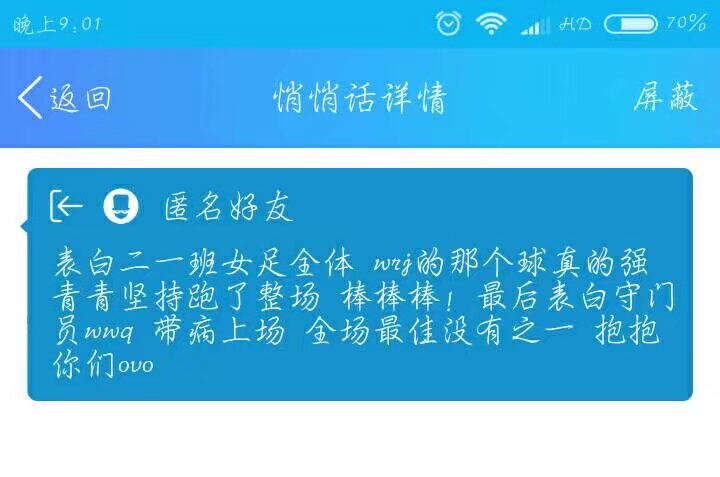 晚上9:01 HD 70%
返回 悄悄话详情 屏蔽
匿名好友
表白二一班女足全体 wrj的那个球真的强
青青坚持跑了整场 棒棒棒！最后表白守门
员wwq 带病上场 全场最佳没有之一 抱抱
你们ovo